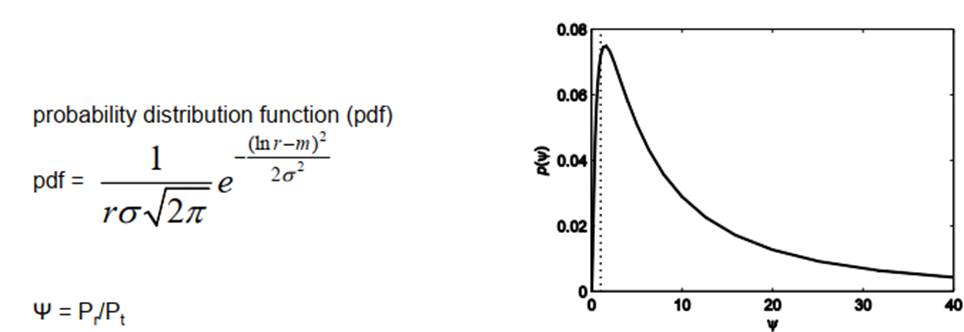 probability distribution function (pdf)
pdf = 1 / rσ√2π e^-(ln r-m)²/2σ²
Ψ = Pr/Pt
0.08
0.06
0.04
0.02
0
p(ψ)
0 10 20 30 40
ψ